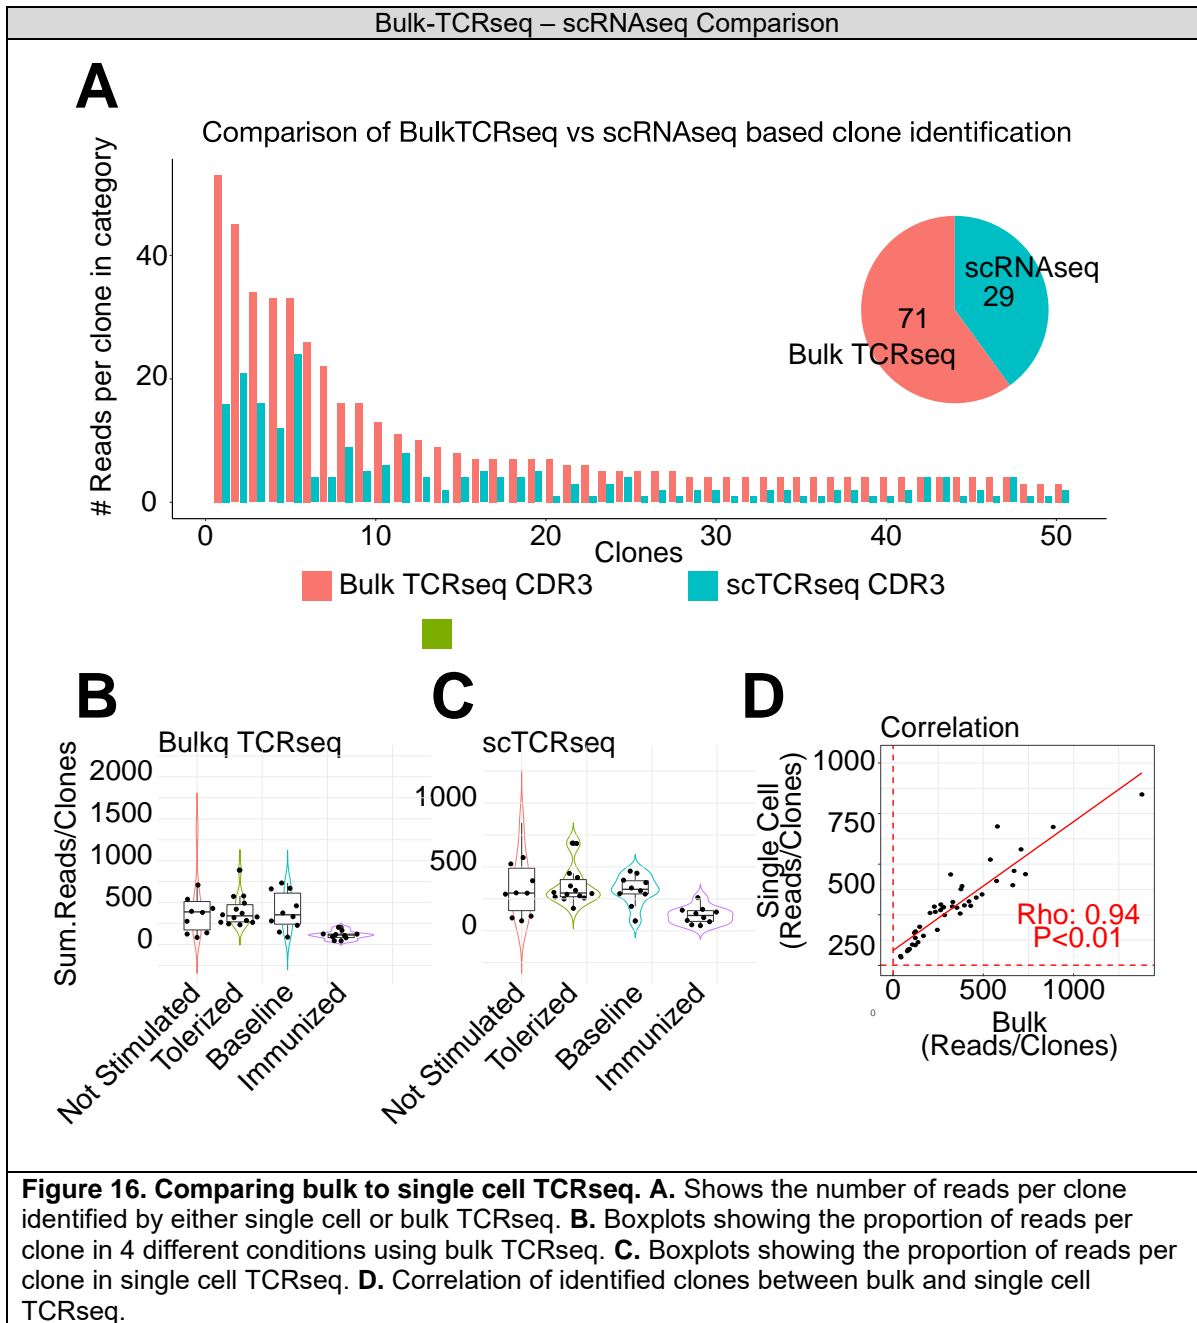 Bulk-TCRseq – scRNAseq Comparison
A
Comparison of BulkTCRseq vs scRNAseq based clone identification
# Reads per clone in category
40
20
0
0 10 20 30 40 50
Clones
scRNAseq
29
71
Bulk TCRseq
Bulk TCRseq CDR3
scTCRseq CDR3
B
Bulkq TCRseq
Sum.Reads/Clones
2000
1500
1000
500
0
Not Stimulated
Tolerized
Baseline
Immunized
C
scTCRseq
1000
500
0
Not Stimulated
Tolerized
Baseline
Immunized
D
Correlation
Single Cell
(Reads/Clones)
1000
750
500
250
0
Rho: 0.94
P<0.01
0 500 1000
Bulk
(Reads/Clones)
Figure 16. Comparing bulk to single cell TCRseq. A. Shows the number of reads per clone
identified by either single cell or bulk TCRseq. B. Boxplots showing the proportion of reads per
clone in 4 different conditions using bulk TCRseq. C. Boxplots showing the proportion of reads per
clone in single cell TCRseq. D. Correlation of identified clones between bulk and single cell
TCRseq.